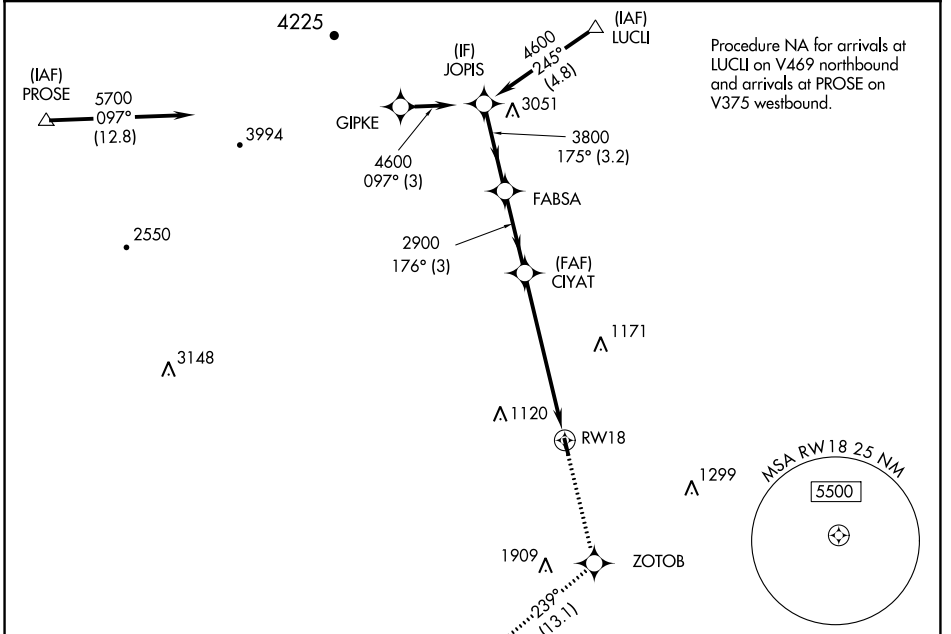 4225
(IAF)
LUCLI
4600
245°
(4.8)
(IF)
JOPIS
Procedure NA for arrivals at
LUCLI on V469 northbound
and arrivals at PROSE on
V375 westbound.
(IAF)
PROSE
5700
097°
(12.8)
GIPKE
3051
3994
4600
097° (3)
3800
175° (3.2)
FABSA
2550
2900
176° (3)
(FAF)
CIYAT
1171
3148
1120
RW18
MSA RW18 25 NM
5500
1299
1909
ZOTOB
239°
(13.1)